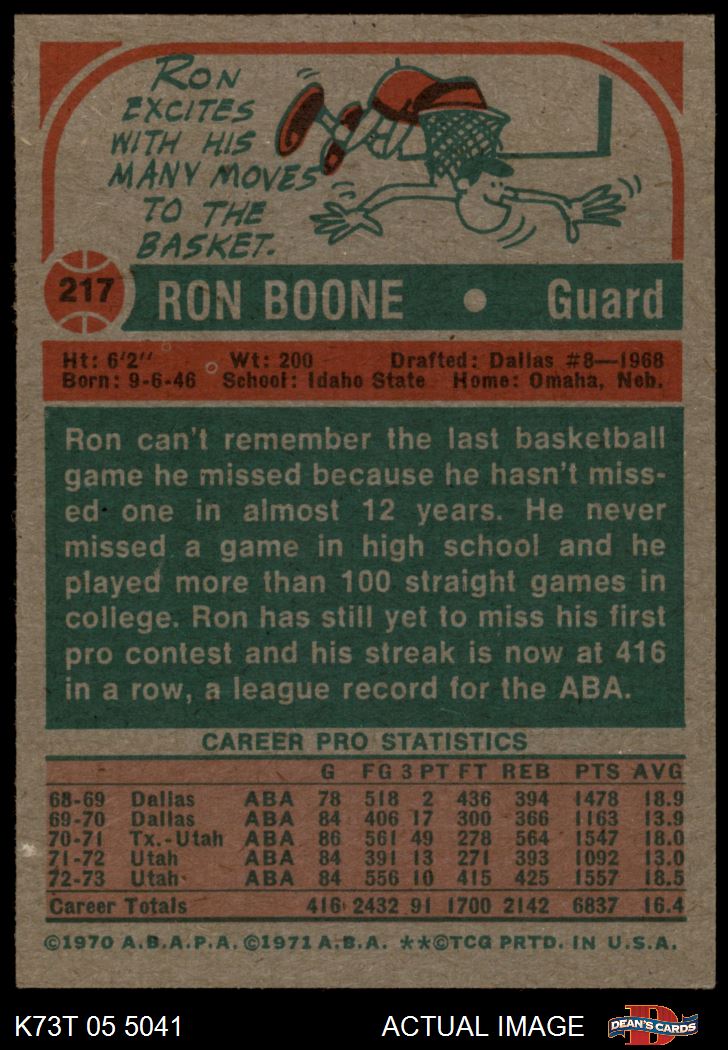 RON
EXCITES
WITH HIS
MANY MOVES
TO THE
BASKET.
217
RON BOONE • Guard
Ht: 6'2" Wt: 200 Drafted: Dallas #8—1968
Born: 9-6-46 School: Idaho State Home: Omaha, Neb.
Ron can't remember the last basketball
game he missed because he hasn't miss-
ed one in almost 12 years. He never
missed a game in high school and he
played more than 100 straight games in
college. Ron has still yet to miss his first
pro contest and his streak is now at 416
in a row, a league record for the ABA.
CAREER PRO STATISTICS
G FG 3 PT FT REB PTS AVG
68-69 Dallas ABA 78 518 2 436 394 1478 18.9
69-70 Dallas ABA 84 406 17 300 366 1163 13.9
70-71 Tx.-Utah ABA 86 561 49 278 564 1547 18.0
71-72 Utah ABA 84 391 13 271 393 1092 13.0
72-73 Utah ABA 84 556 10 415 425 1557 18.5
Career Totals 416 2432 91 1700 2142 6837 16.4
©1970 A.B.A.P.A. ©1971 A.B.A. **©TCG PRTD. IN U.S.A.
K73T 05 5041 ACTUAL IMAGE DEAN'S CARDS